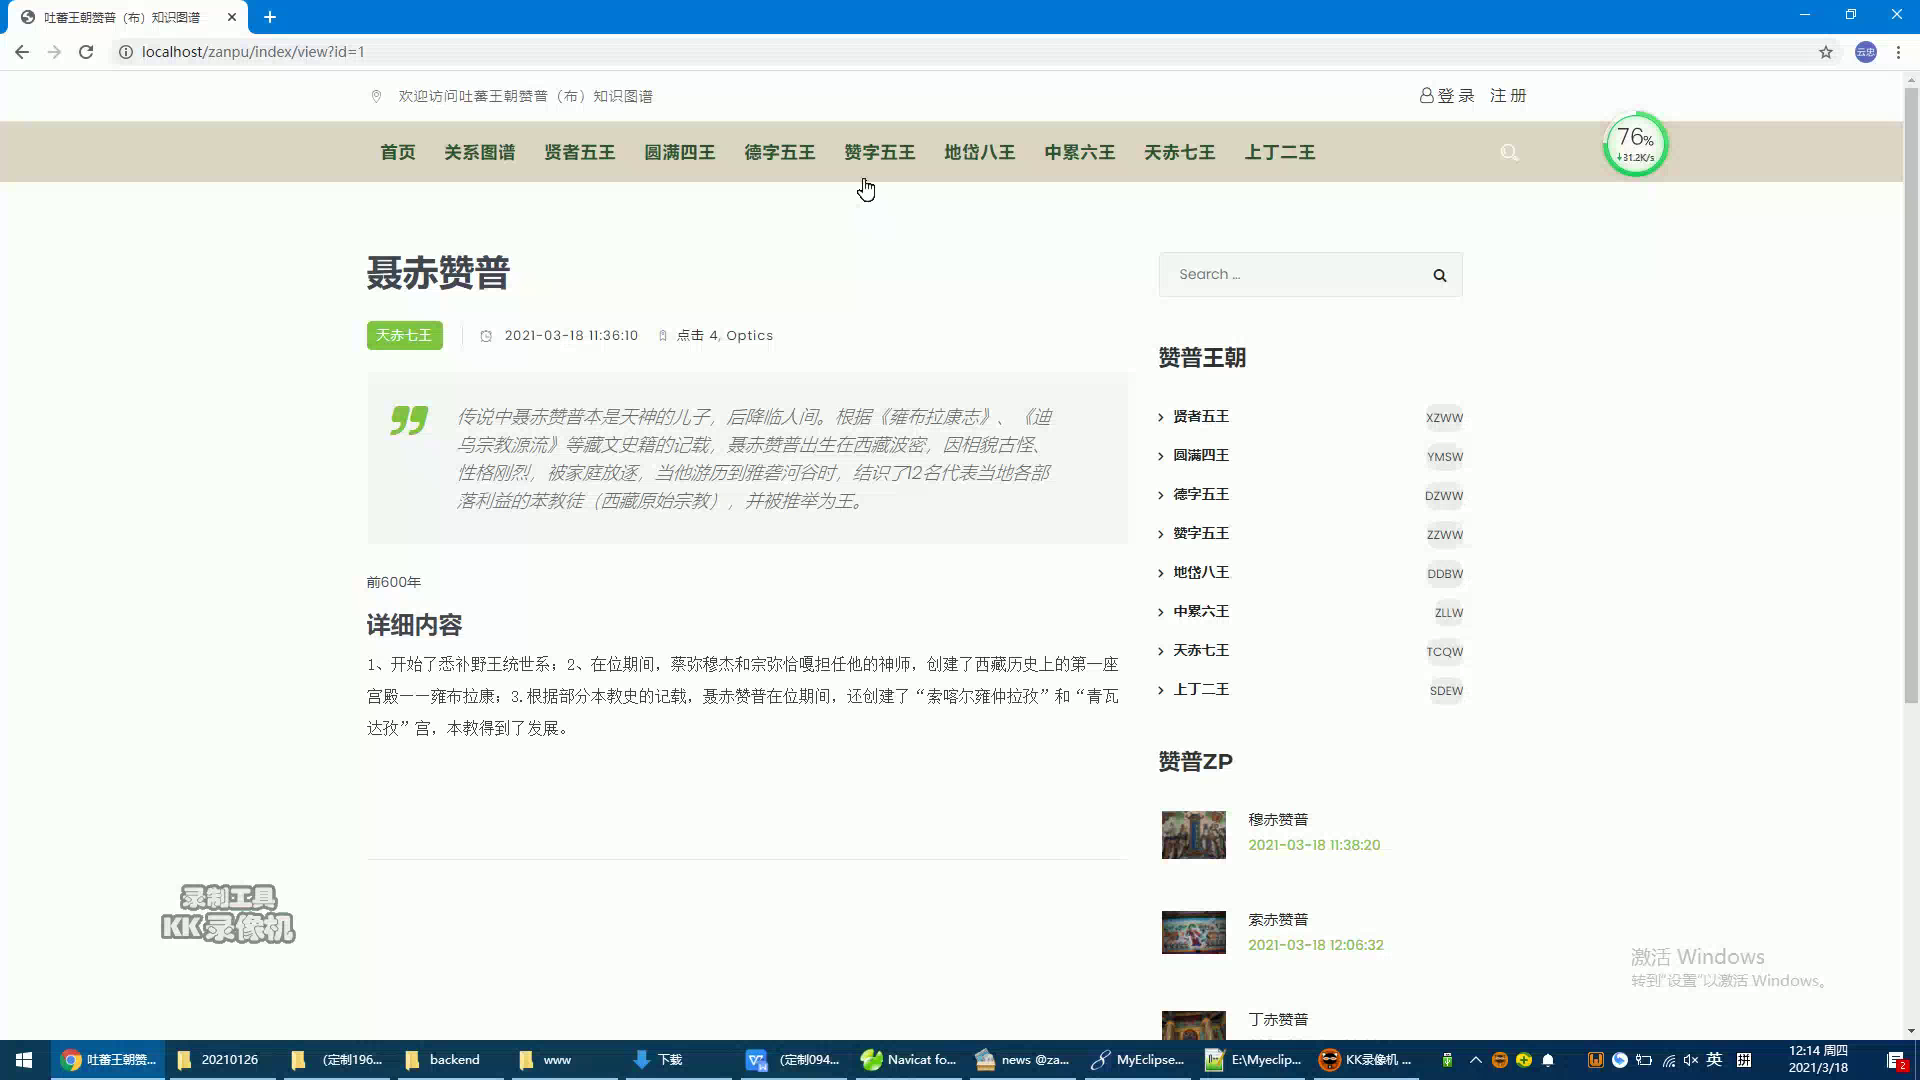 吐蕃王朝赞普（布）知识图谱
localhost/zanpu/index/view?id=1
云忠
欢迎访问吐蕃王朝赞普（布）知识图谱
登录 注册
首页 关系图谱 贤者五王 圆满四王 德字五王 赞字五王 地岱八王 中累六王 天赤七王 上丁二王
76%
31.2K/s
聂赤赞普
Search ...
天赤七王 2021-03-18 11:36:10 点击 4, Optics
传说中聂赤赞普本是天神的儿子，后降临人间。根据《雍布拉康志》、《迪
乌宗教源流》等藏文史籍的记载，聂赤赞普出生在西藏波密，因相貌古怪、
性格刚烈，被家庭放逐，当他游历到雅砻河谷时，结识了12名代表当地各部
落利益的苯教徒（西藏原始宗教），并被推举为王。
前600年
详细内容
1、开始了悉补野王统世系；2、在位期间，蔡弥穆杰和宗弥恰嘎担任他的神师，创建了西藏历史上的第一座
宫殿——雍布拉康；3.根据部分本教史的记载，聂赤赞普在位期间，还创建了“索喀尔雍仲拉孜”和“青瓦
达孜”宫，本教得到了发展。
赞普王朝
贤者五王 XZWW
圆满四王 YMSW
德字五王 DZWW
赞字五王 ZZWW
地岱八王 DDBW
中累六王 ZLLW
天赤七王 TCQW
上丁二王 SDEW
赞普ZP
穆赤赞普
2021-03-18 11:38:20
索赤赞普
2021-03-18 12:06:32
丁赤赞普
录制工具
KK录像机
激活 Windows
转到“设置”以激活 Windows。
吐蕃王朝赞... 20210126 (定制196... backend www 下载 (定制094... Navicat fo... news @za... MyEclipse... E:\Myeclip... KK录像机 ... 英 拼
12:14 周四
2021/3/18
2